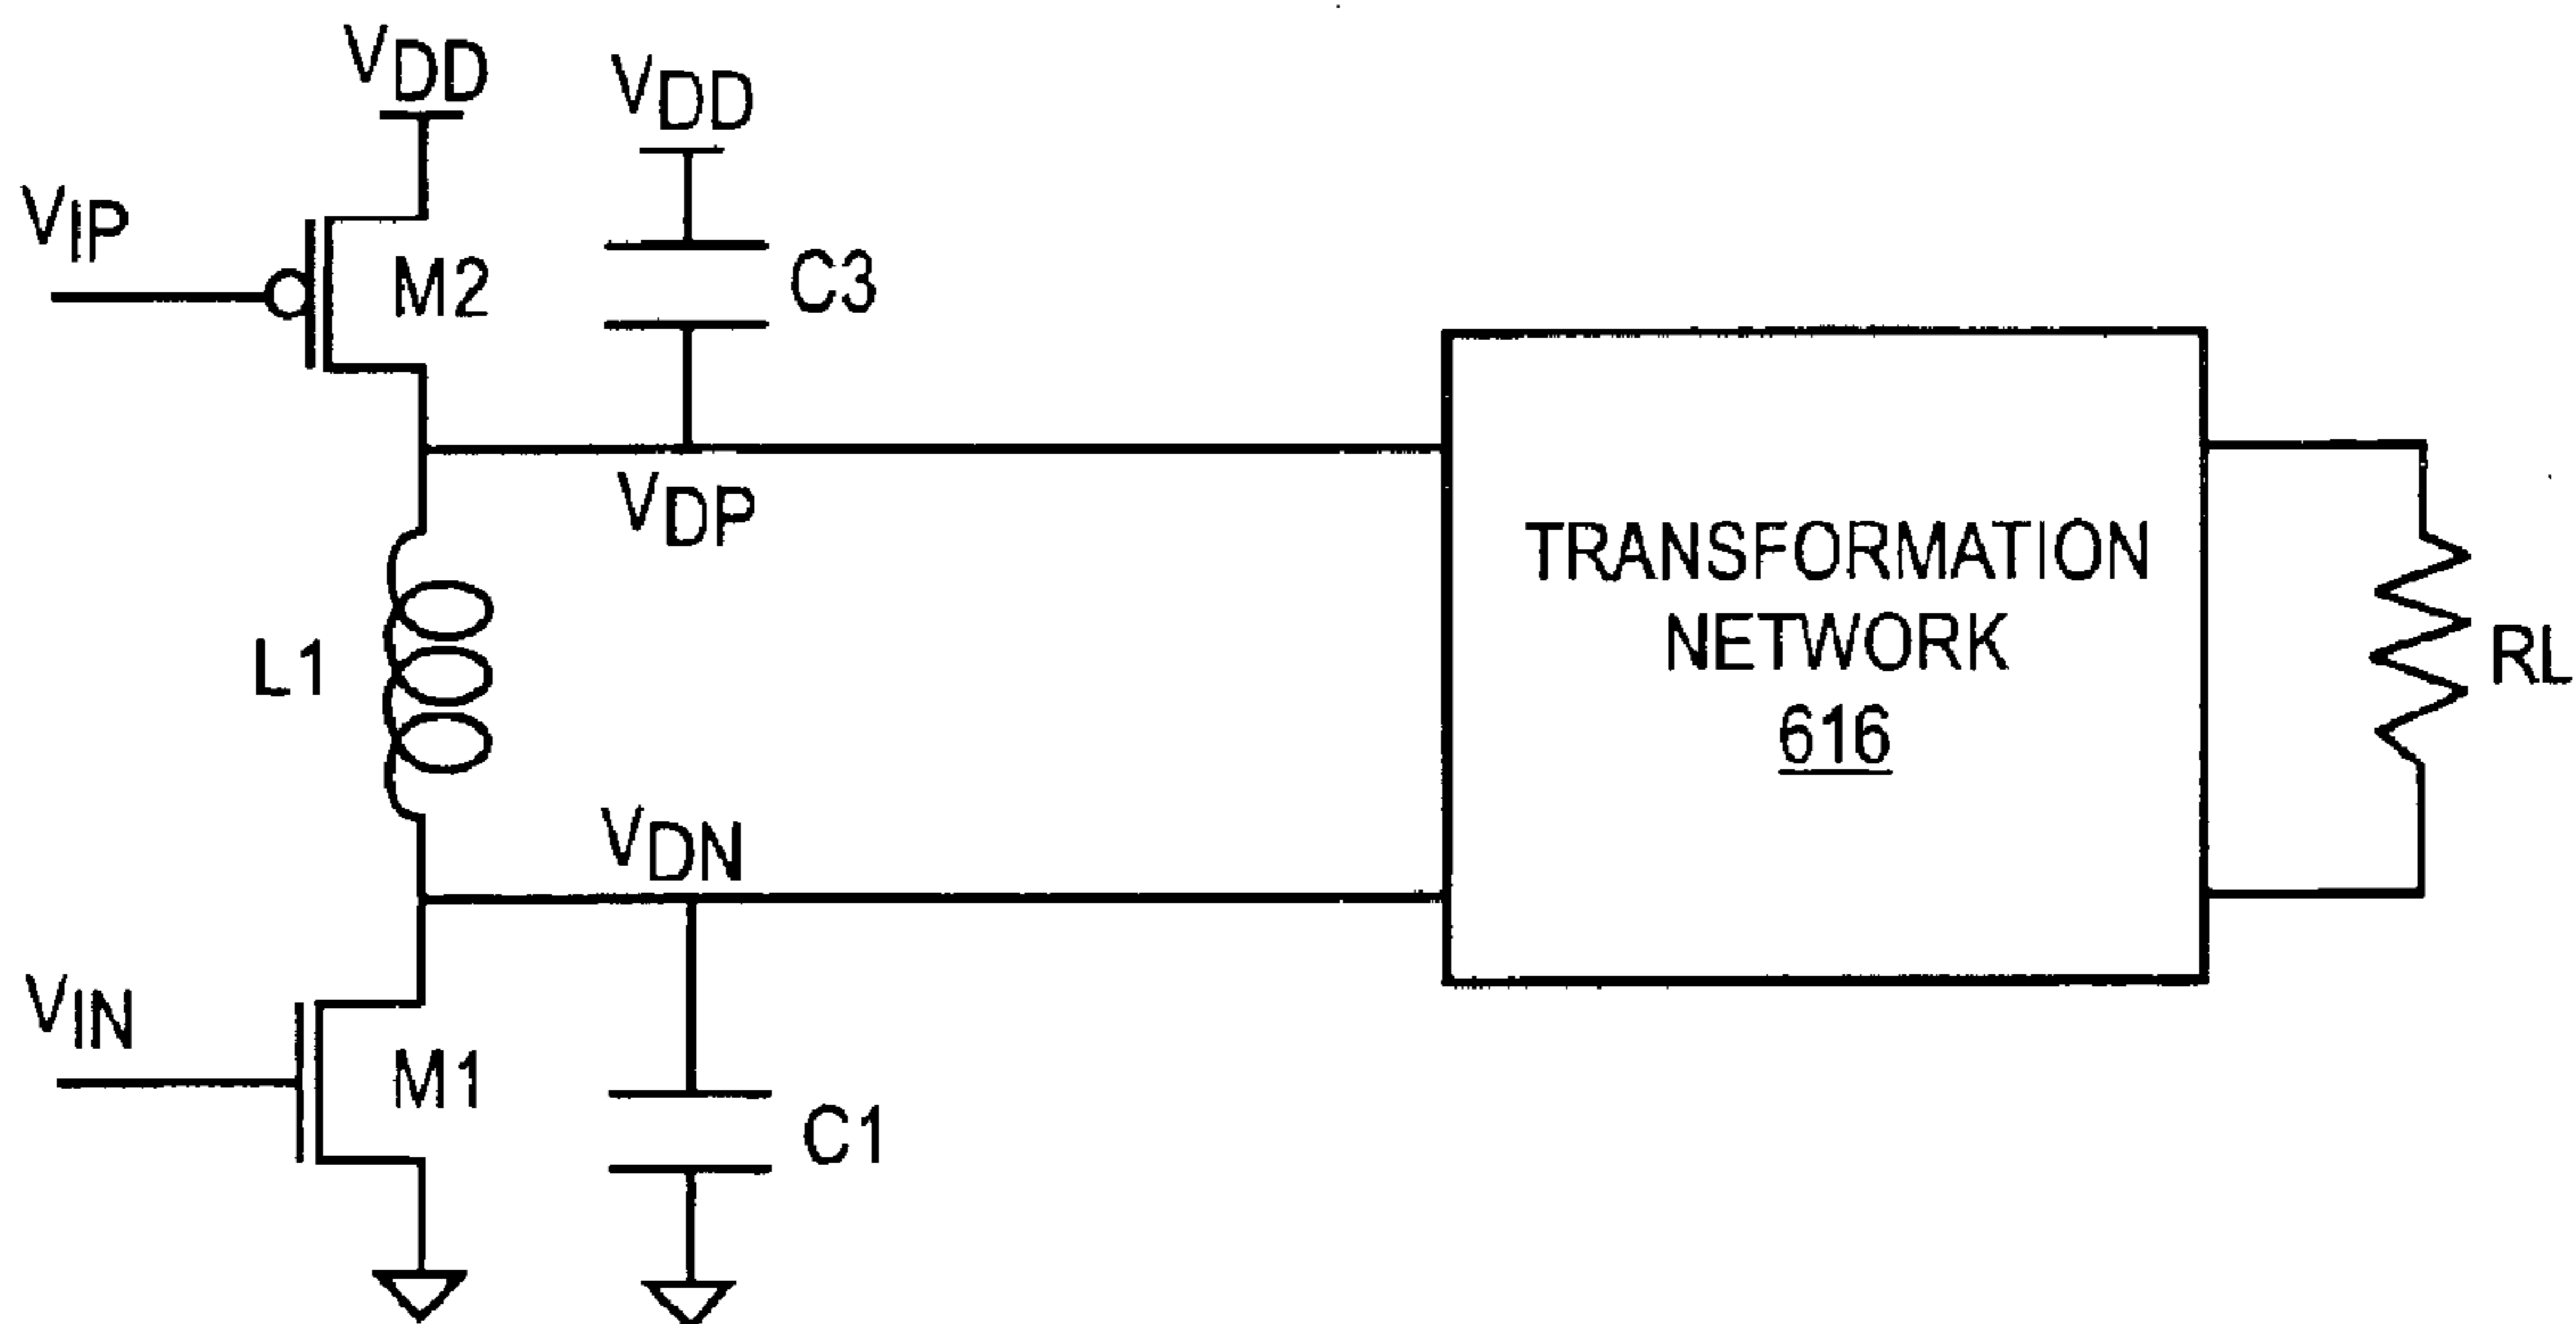 VDD
VDD
VIP
M2
C3
VDP
TRANSFORMATION
NETWORK
616
L1
RL
VDN
VIN
M1
C1